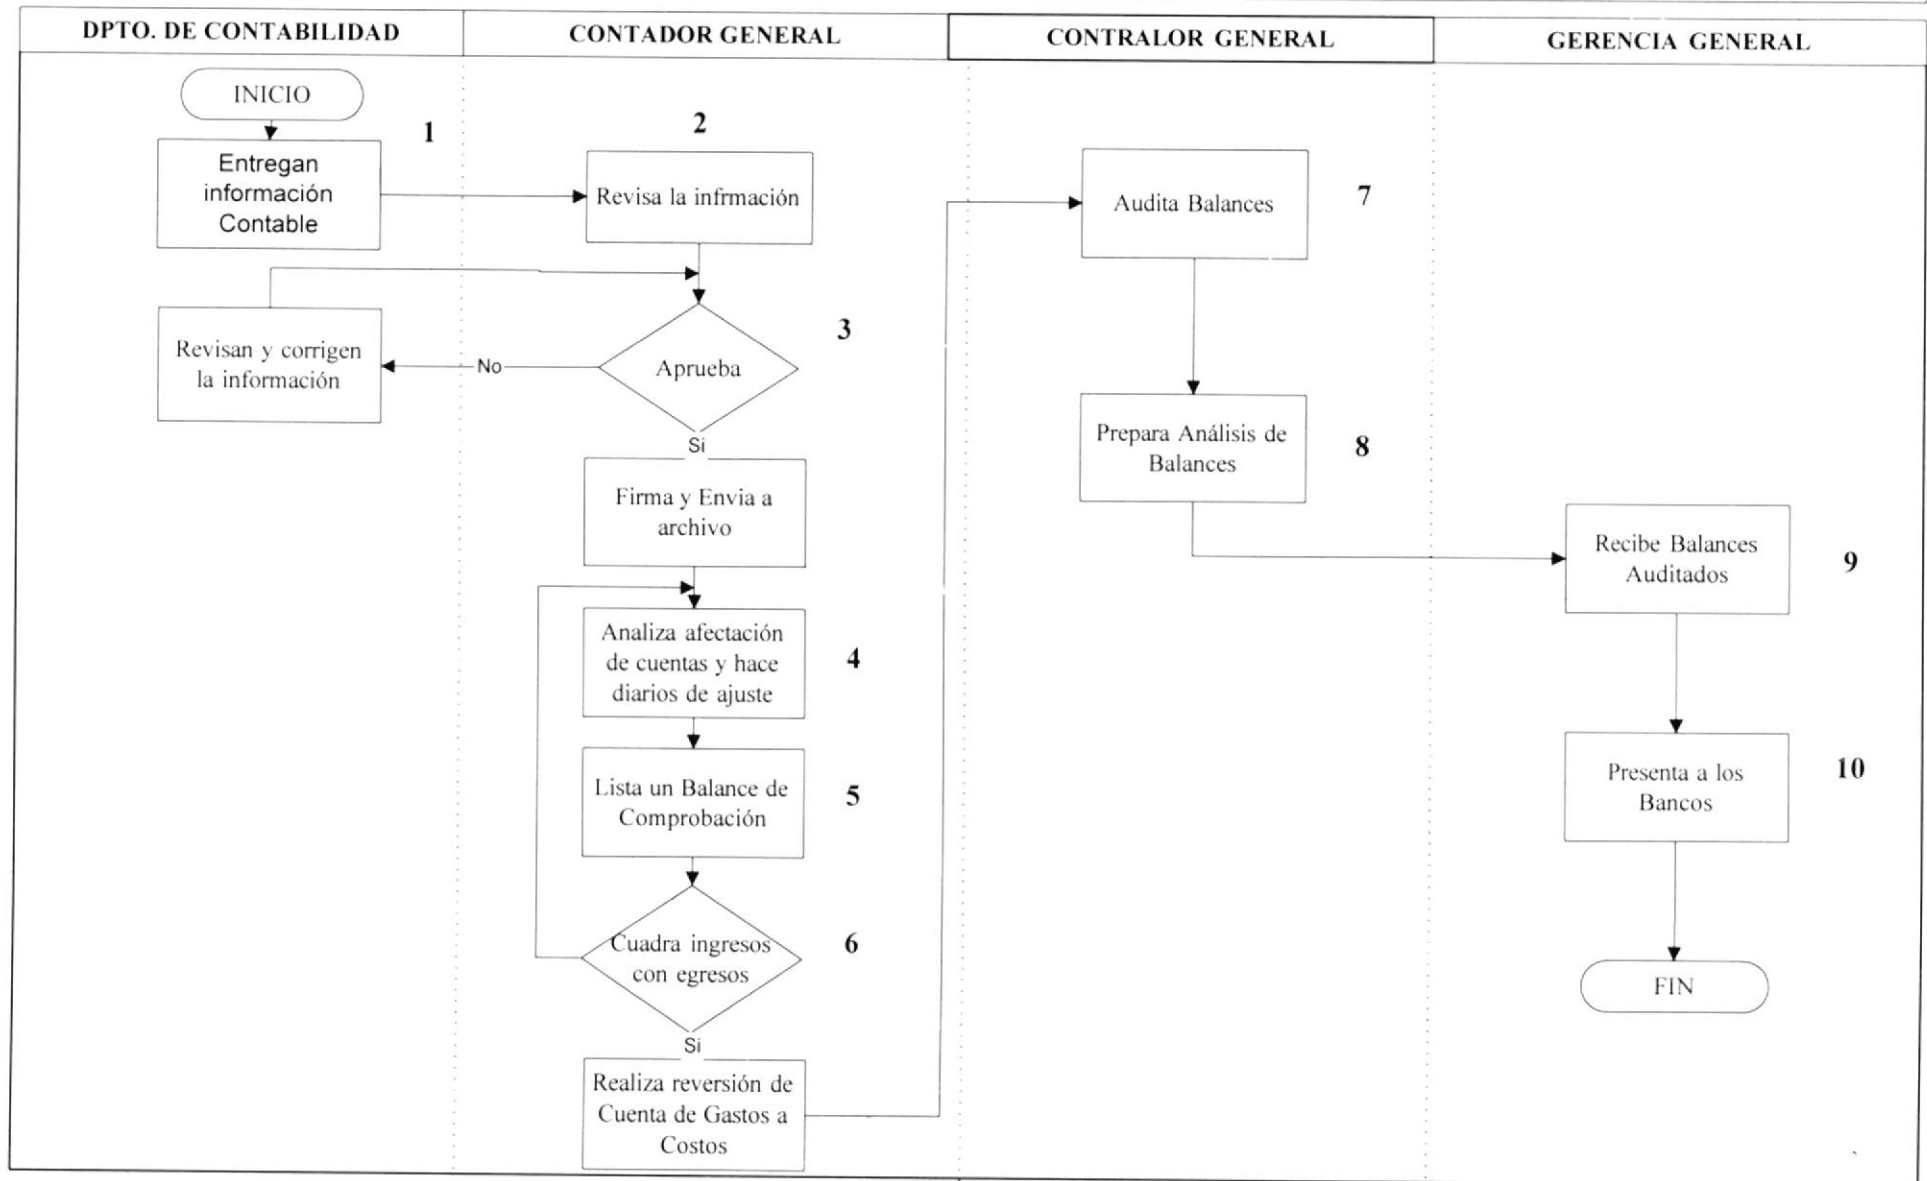 DPTO. DE CONTABILIDAD
CONTADOR GENERAL
CONTRALOR GENERAL
GERENCIA GENERAL
INICIO
1
Entregan
información
Contable
2
Revisa la infrmación
Revisan y corrigen
la información
No
3
Aprueba
Si
Firma y Envia a
archivo
Analiza afectación
de cuentas y hace
diarios de ajuste
4
Lista un Balance de
Comprobación
5
Cuadra ingresos
con egresos
6
Si
Realiza reversión de
Cuenta de Gastos a
Costos
Audita Balances
7
Prepara Análisis de
Balances
8
Recibe Balances
Auditados
9
Presenta a los
Bancos
10
FIN